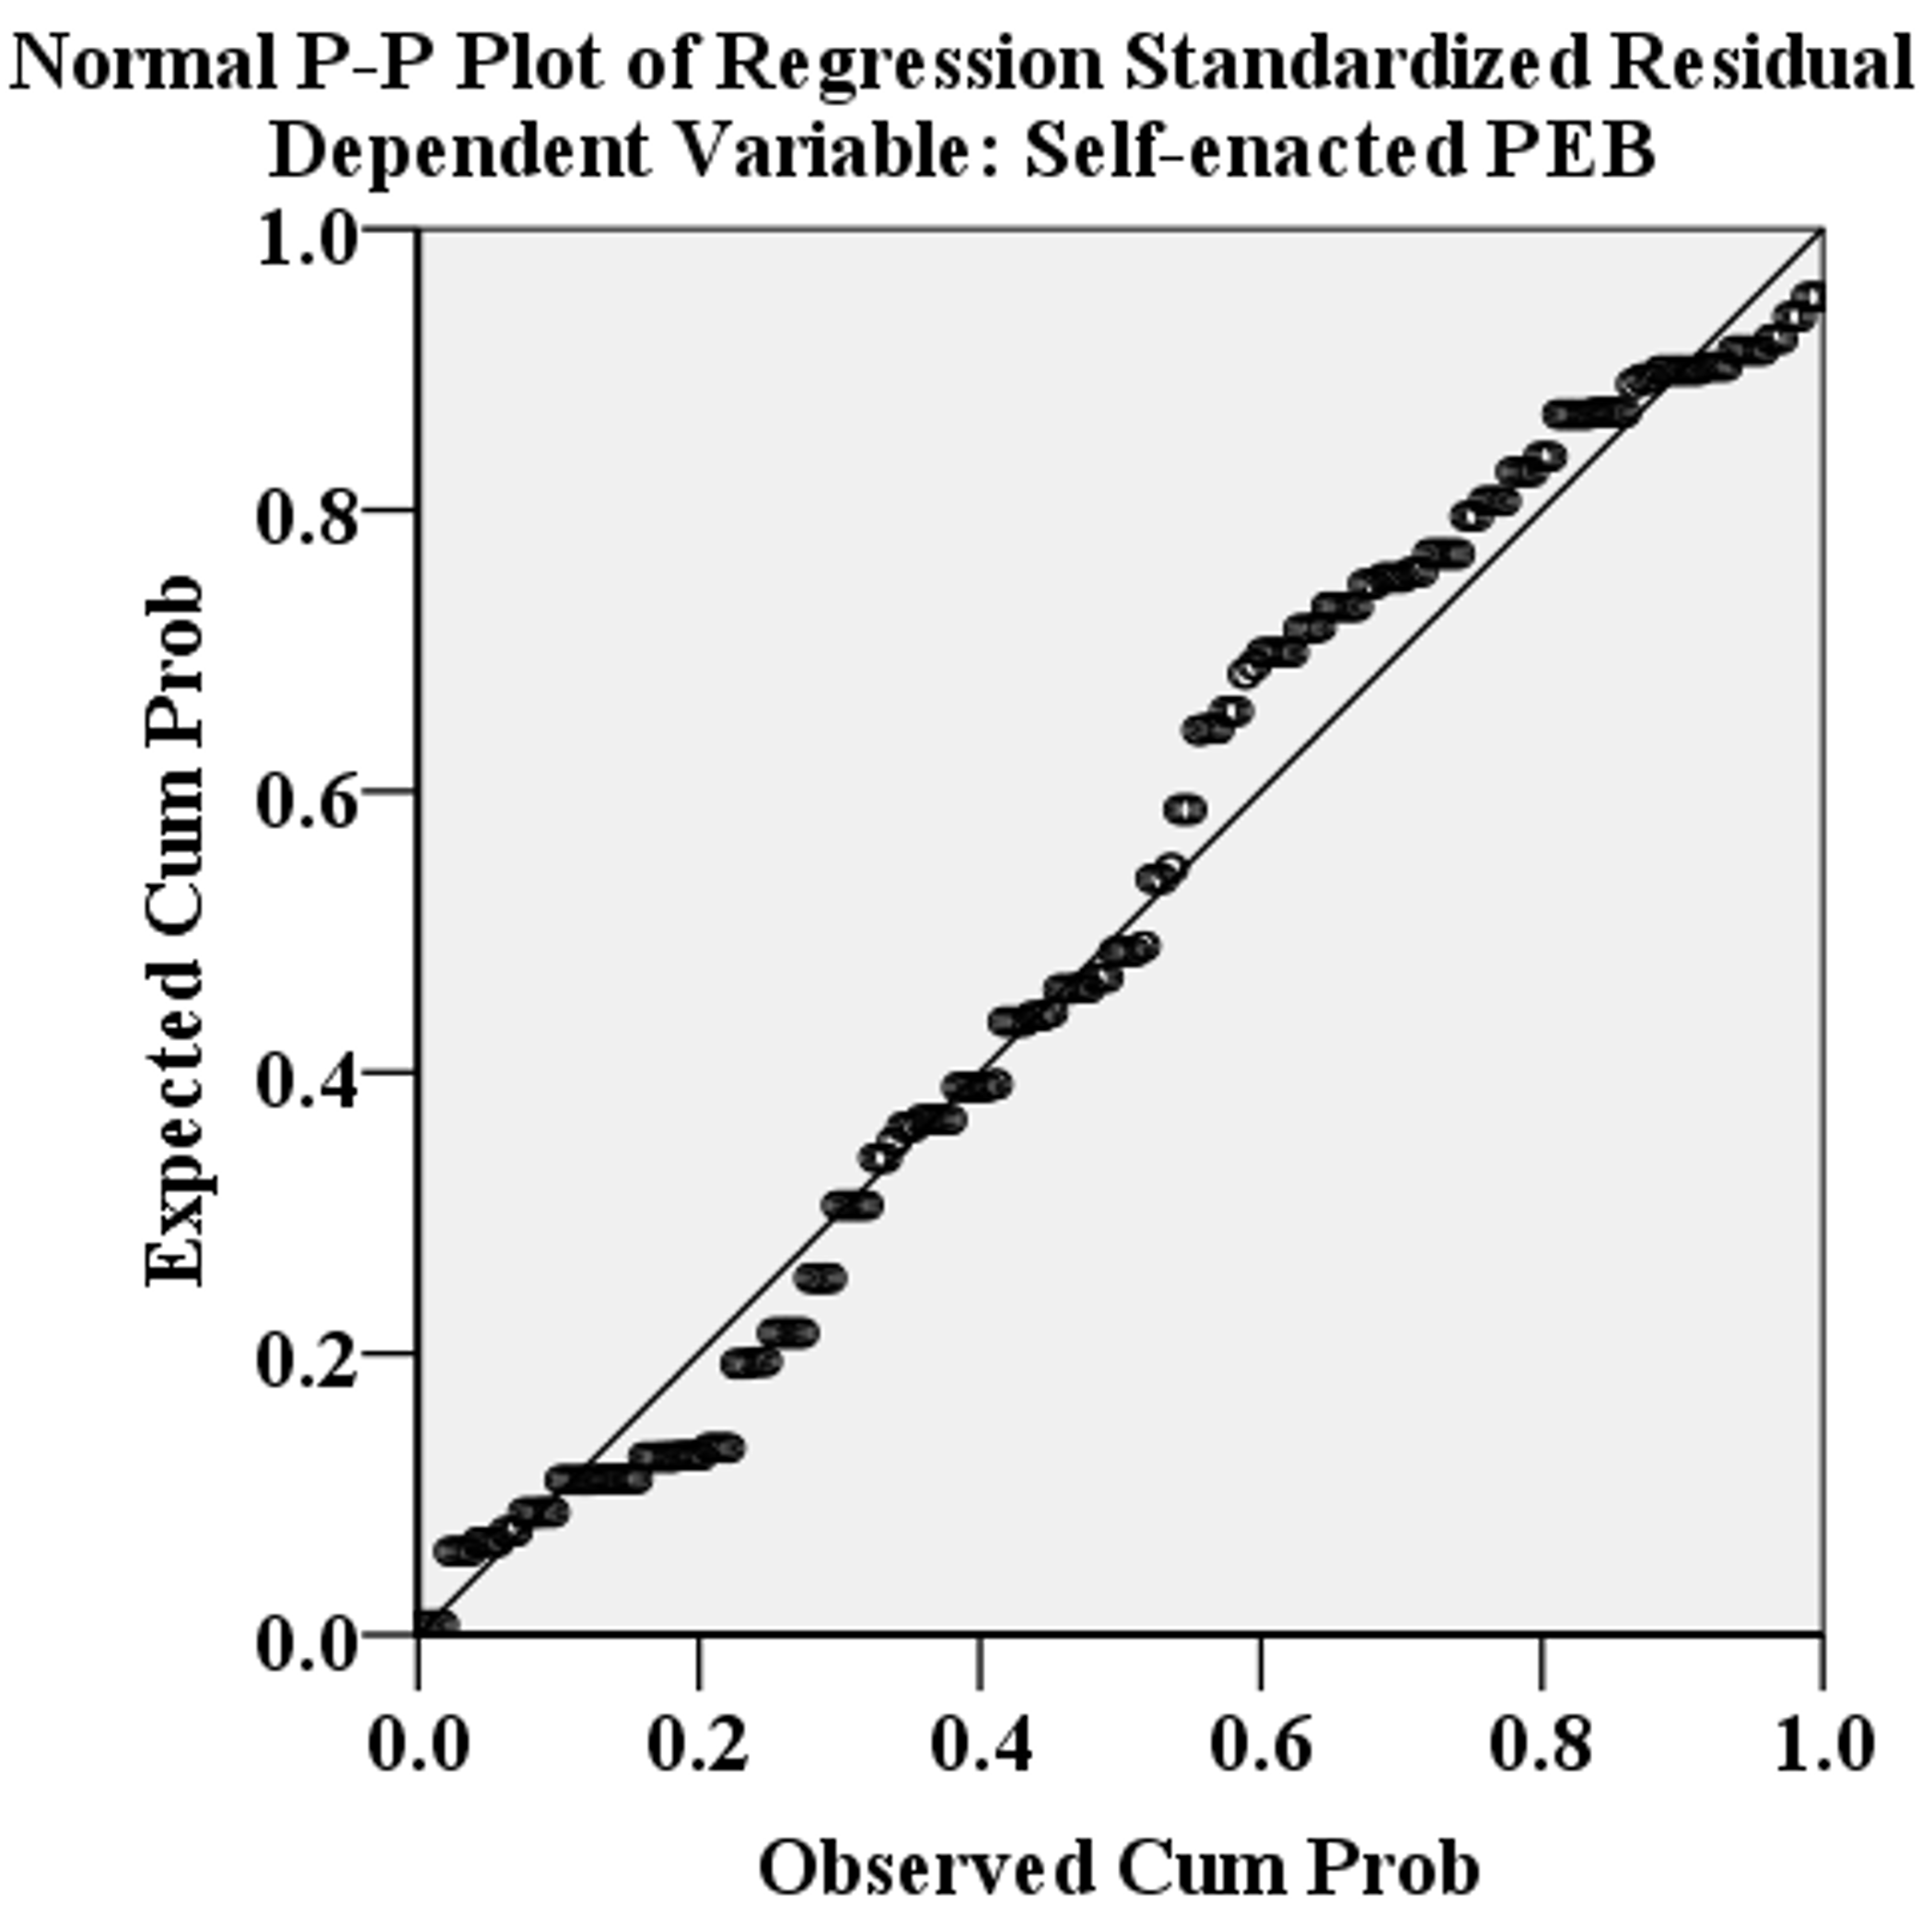 Normal P-P Plot of Regression Standardized Residual
Dependent Variable: Self-enacted PEB
1.0
0.8
0.6
0.4
0.2
0.0
Expected Cum Prob
0.0 0.2 0.4 0.6 0.8 1.0
Observed Cum Prob